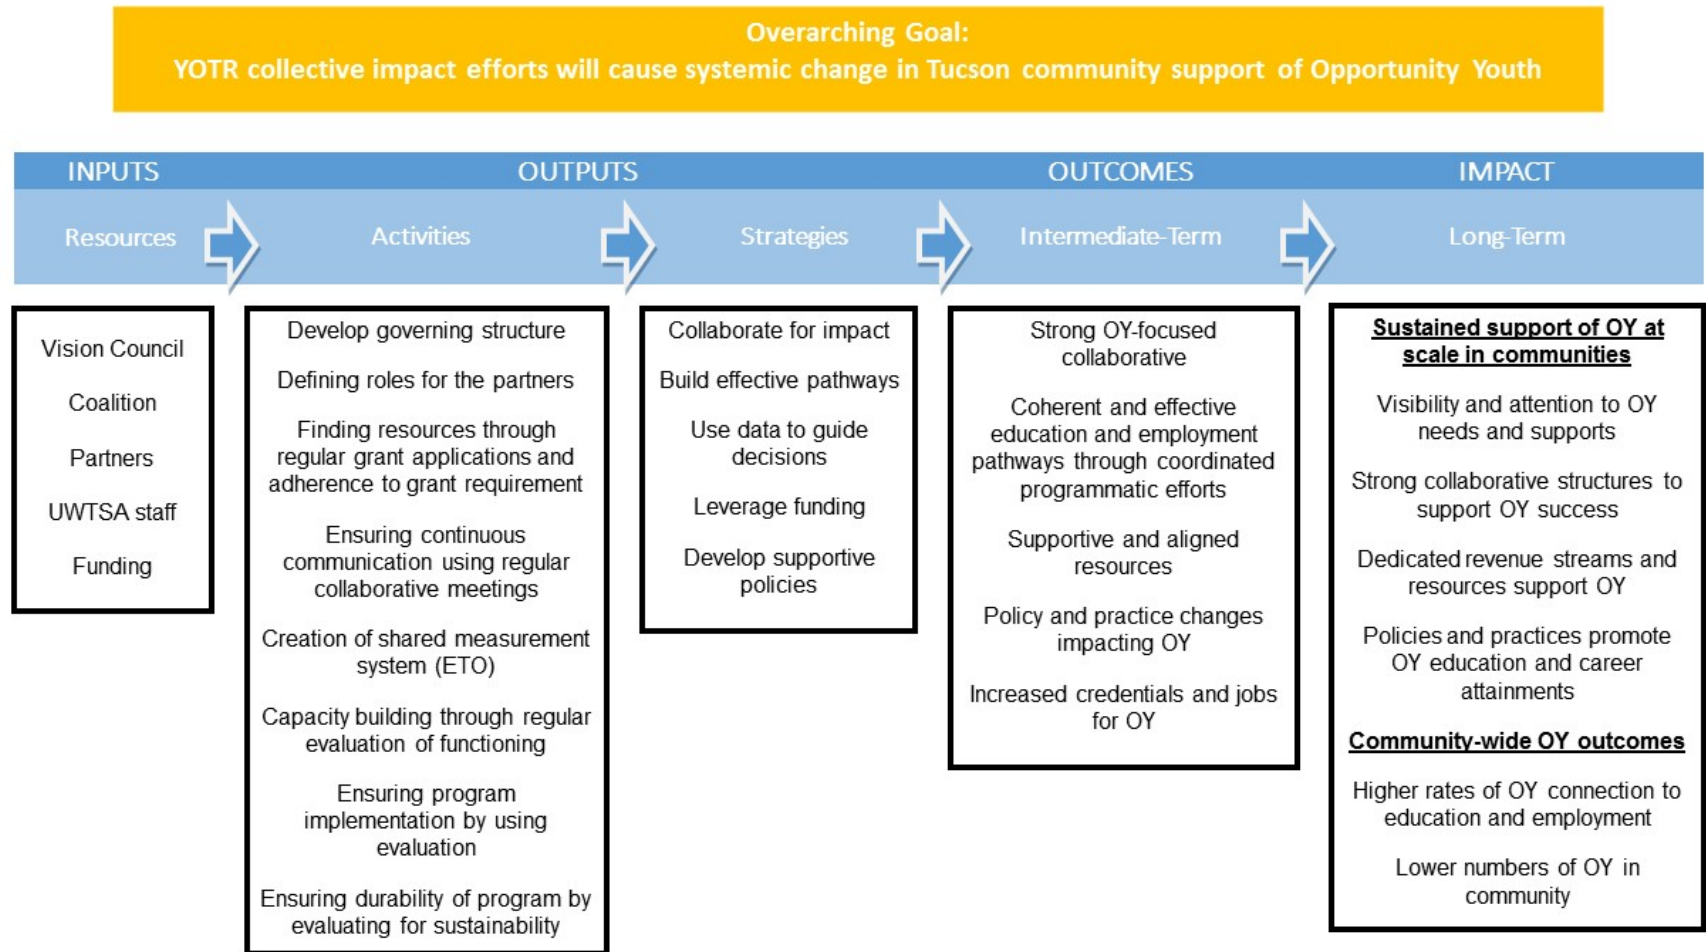 Overarching Goal:
YOTR collective impact efforts will cause systemic change in Tucson community support of Opportunity Youth
INPUTS
OUTPUTS
OUTCOMES
IMPACT
Resources
Activities
Strategies
Intermediate-Term
Long-Term
Vision Council
Coalition
Partners
UWTSA staff
Funding
Develop governing structure
Defining roles for the partners
Finding resources through
regular grant applications and
adherence to grant requirement
Ensuring continuous
communication using regular
collaborative meetings
Creation of shared measurement
system (ETO)
Capacity building through regular
evaluation of functioning
Ensuring program
implementation by using
evaluation
Ensuring durability of program by
evaluating for sustainability
Collaborate for impact
Build effective pathways
Use data to guide
decisions
Leverage funding
Develop supportive
policies
Strong OY-focused
collaborative
Coherent and effective
education and employment
pathways through coordinated
programmatic efforts
Supportive and aligned
resources
Policy and practice changes
impacting OY
Increased credentials and jobs
for OY
Sustained support of OY at
scale in communities
Visibility and attention to OY
needs and supports
Strong collaborative structures to
support OY success
Dedicated revenue streams and
resources support OY
Policies and practices promote
OY education and career
attainments
Community-wide OY outcomes
Higher rates of OY connection to
education and employment
Lower numbers of OY in
community